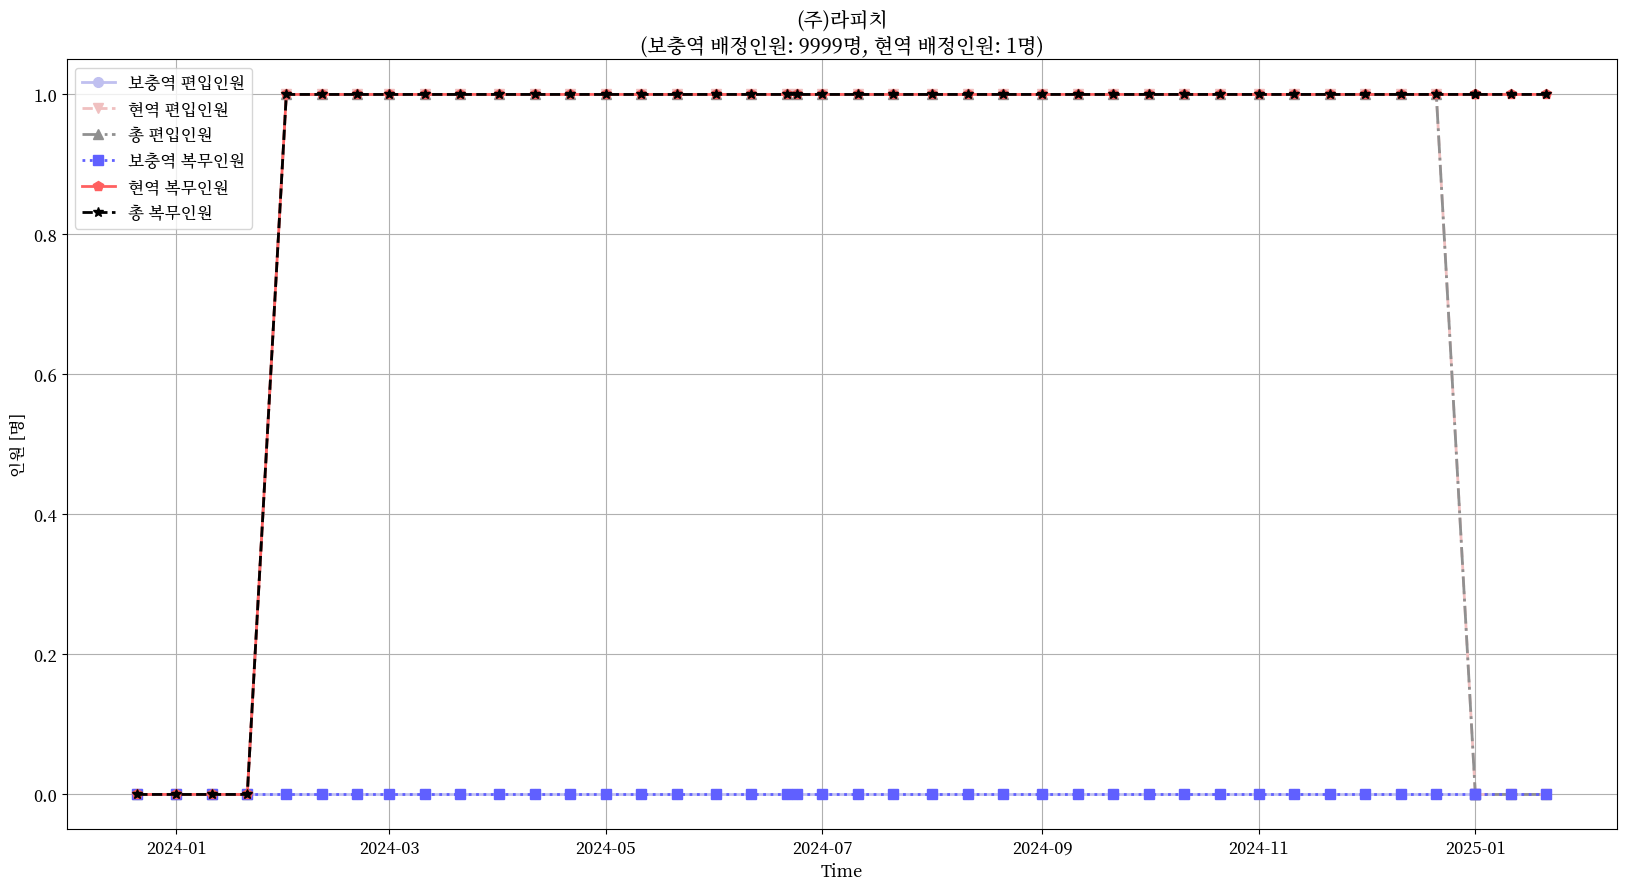 (주)라피치
(보충역 배정인원: 9999명, 현역 배정인원: 1명)
보충역 편입인원
현역 편입인원
총 편입인원
보충역 복무인원
현역 복무인원
총 복무인원
인원 [명]
1.0
0.8
0.6
0.4
0.2
0.0
2024-01
2024-03
2024-05
2024-07
2024-09
2024-11
2025-01
Time